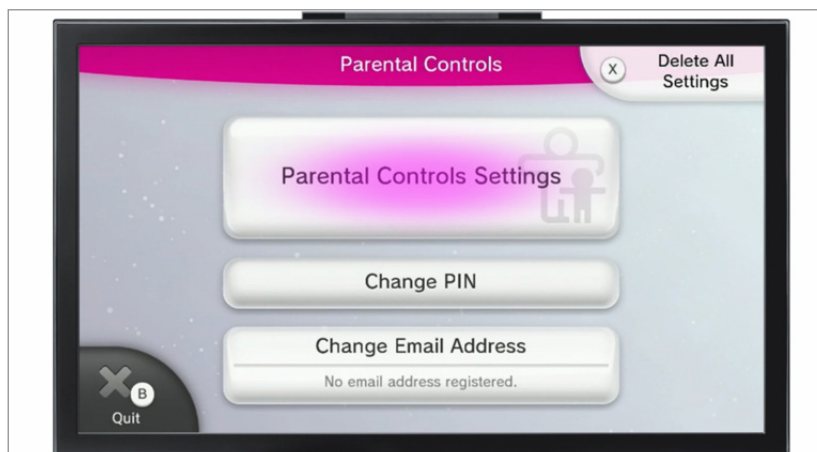 Parental Controls
X
Delete All
Settings
Parental Controls Settings
Change PIN
Change Email Address
No email address registered.
B
Quit